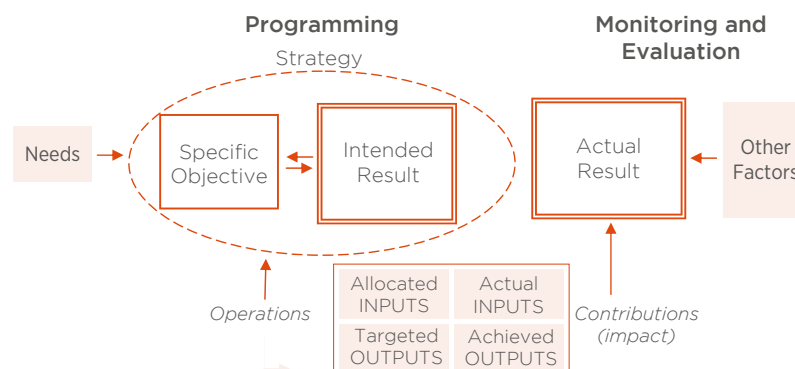 Programming
Monitoring and
Evaluation
Strategy
Needs
Specific
Objective
Intended
Result
Actual
Result
Other
Factors
Operations
Allocated
INPUTS
Actual
INPUTS
Targeted
OUTPUTS
Achieved
OUTPUTS
Contributions
(impact)